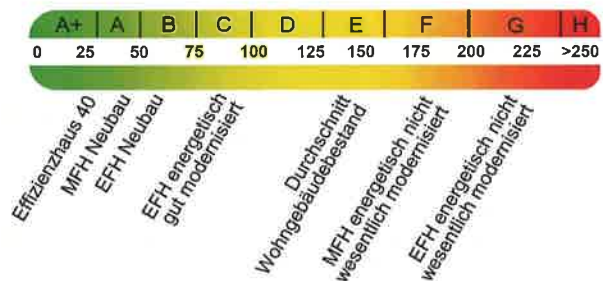 A+ A B C D E F G H
0 25 50 75 100 125 150 175 200 225 >250
Effizienzhaus 40
MFH Neubau
EFH Neubau
EFH energetisch
gut modernisiert
Durchschnitt
Wohngebäudebestand
MFH energetisch nicht
wesentlich modernisiert
EFH energetisch nicht
wesentlich modernisiert